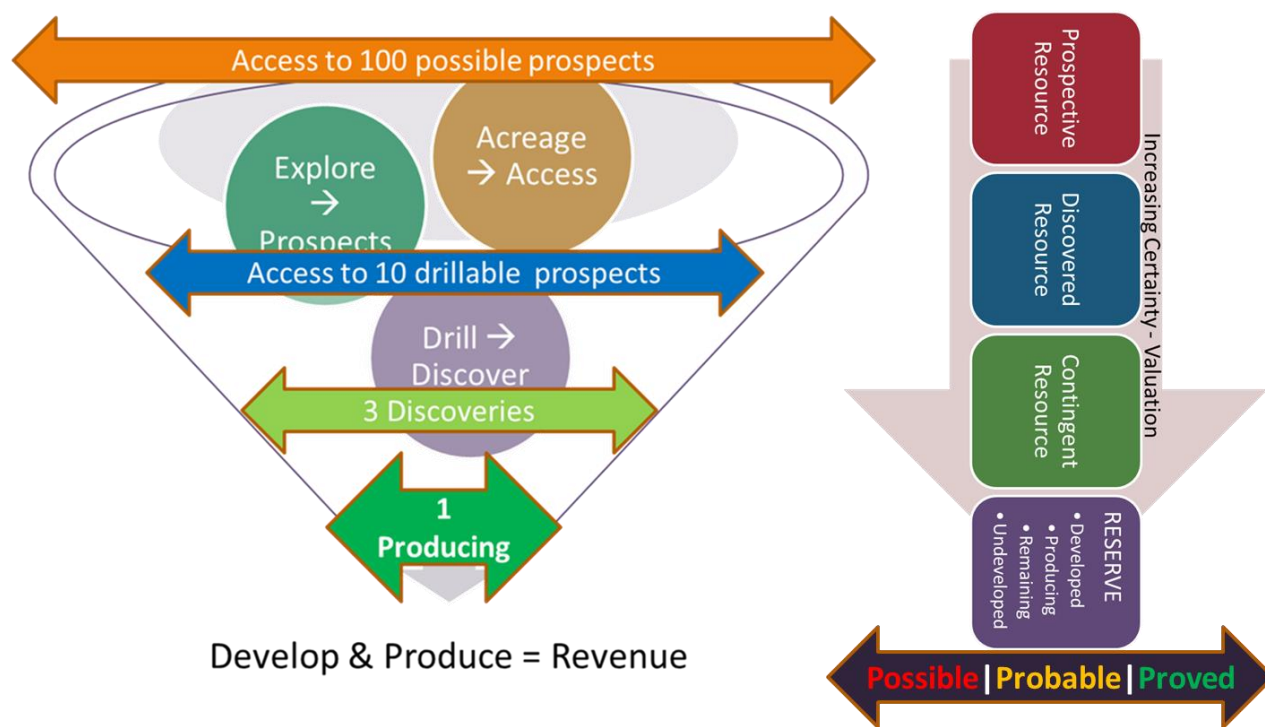 Access to 100 possible prospects
Acreage
→ Access
Explore
→
Prospects
Access to 10 drillable prospects
Drill →
Discover
3 Discoveries
1
Producing
Develop & Produce = Revenue
Prospective
Resource
Discovered
Resource
Contingent
Resource
RESERVE
• Developed
• Producing
• Remaining
• Undeveloped
Increasing Certainty - Valuation
Possible|Probable|Proved